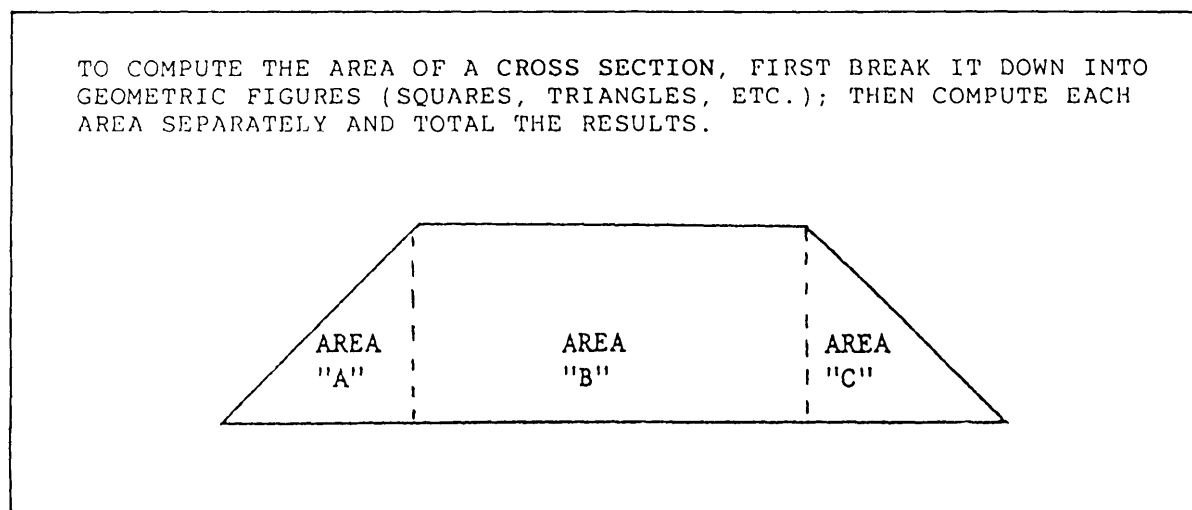 TO COMPUTE THE AREA OF A CROSS SECTION, FIRST BREAK IT DOWN INTO
GEOMETRIC FIGURES (SQUARES, TRIANGLES, ETC.); THEN COMPUTE EACH
AREA SEPARATELY AND TOTAL THE RESULTS.
AREA
"A"
AREA
"B"
AREA
"C"